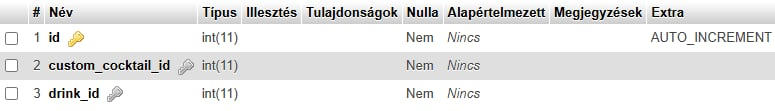 # Név Típus Illesztés Tulajdonságok Nulla Alapértelmezett Megjegyzések Extra
1 id int(11) Nem Nincs AUTO_INCREMENT
2 custom_cocktail_id int(11) Nem Nincs
3 drink_id int(11) Nem Nincs